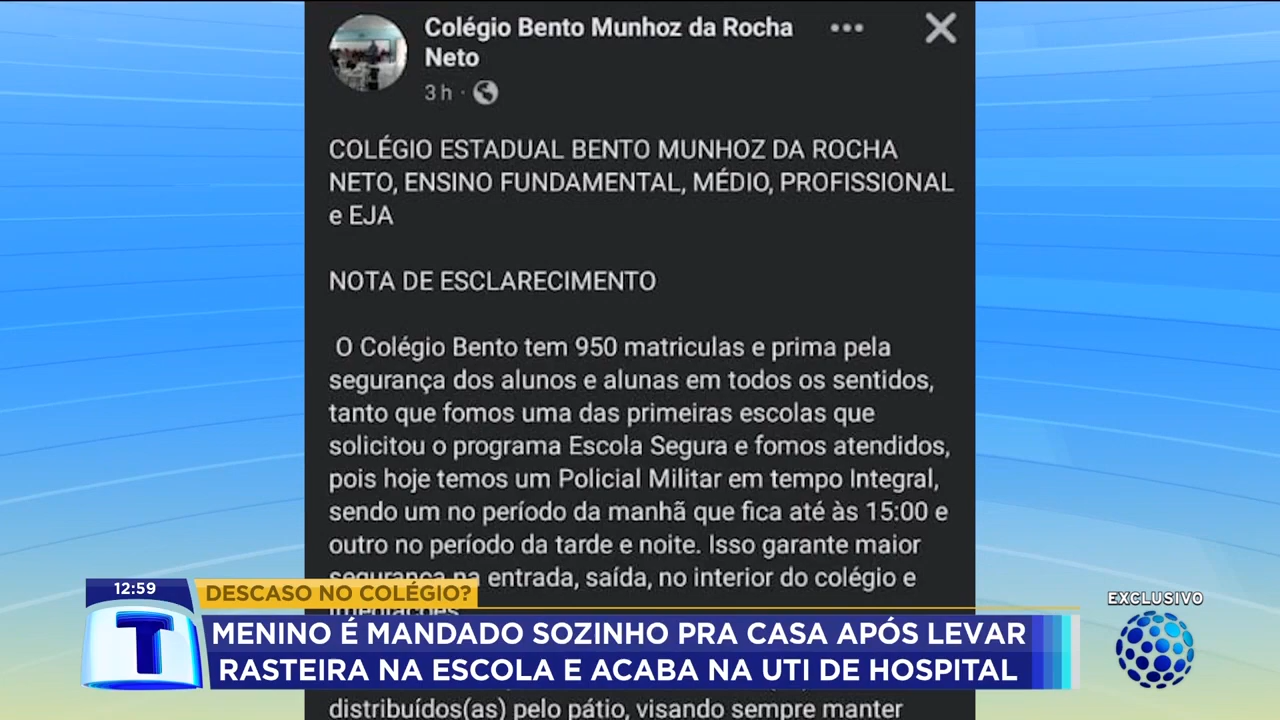 Colégio Bento Munhoz da Rocha
Neto
3 h
COLÉGIO ESTADUAL BENTO MUNHOZ DA ROCHA
NETO, ENSINO FUNDAMENTAL, MÉDIO, PROFISSIONAL
e EJA
NOTA DE ESCLARECIMENTO
O Colégio Bento tem 950 matriculas e prima pela
segurança dos alunos e alunas em todos os sentidos,
tanto que fomos uma das primeiras escolas que
solicitou o programa Escola Segura e fomos atendidos,
pois hoje temos um Policial Militar em tempo Integral,
sendo um no período da manhã que fica até às 15:00 e
outro no período da tarde e noite. Isso garante maior
segurança na entrada, saída, no interior do colégio e
12:59
DESCASO NO COLÉGIO?
T
MENINO É MANDADO SOZINHO PRA CASA APÓS LEVAR
RASTEIRA NA ESCOLA E ACABA NA UTI DE HOSPITAL
EXCLUSIVO
distribuídos(as) pelo pátio, visando sempre manter